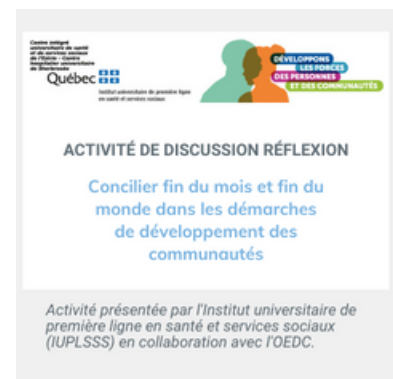 Centre intégré
universitaire de santé
et de services sociaux
de l'Estrie – Centre
hospitalier universitaire
de Sherbrooke
Québec
Institut universitaire de première ligne
en santé et services sociaux
DÉVELOPPONS
LES FORCES
DES PERSONNES
ET DES COMMUNAUTÉS
ACTIVITÉ DE DISCUSSION RÉFLEXION
Concilier fin du mois et fin du
monde dans les démarches
de développement des
communautés
Activité présentée par l'Institut universitaire de
première ligne en santé et services sociaux
(IUPLSSS) en collaboration avec l'OEDC.